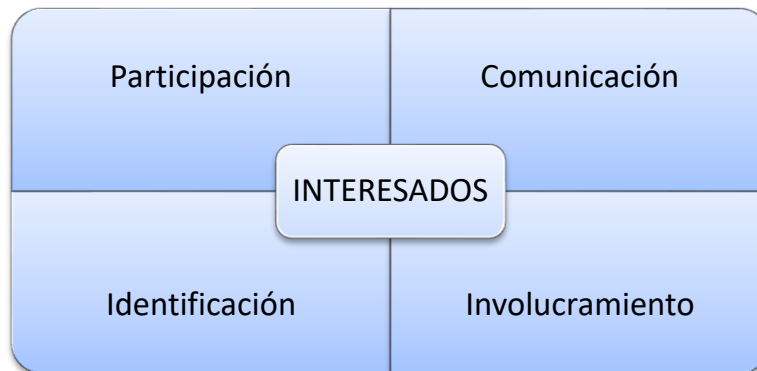 Participación
Comunicación
INTERESADOS
Identificación
Involucramiento